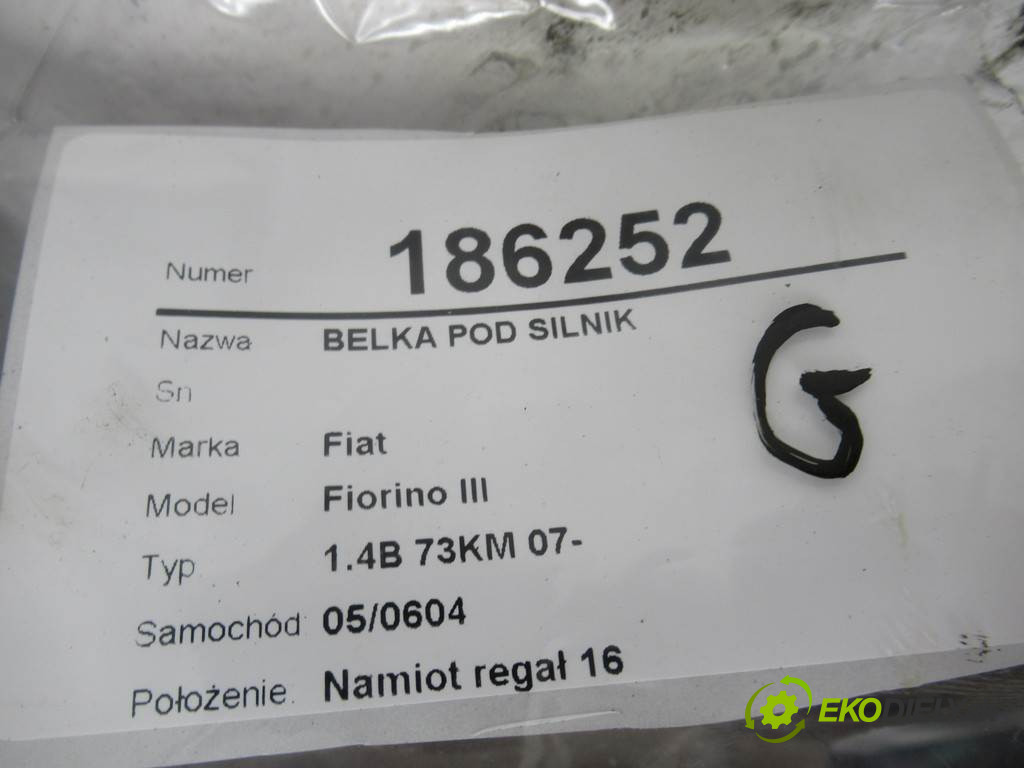 Numer 186252
Nazwa BELKA POD SILNIK
Sn
Marka Fiat
Model Fiorino III
Typ 1.4B 73KM 07-
Samochód 05/0604
Położenie. Namiot regał 16
G